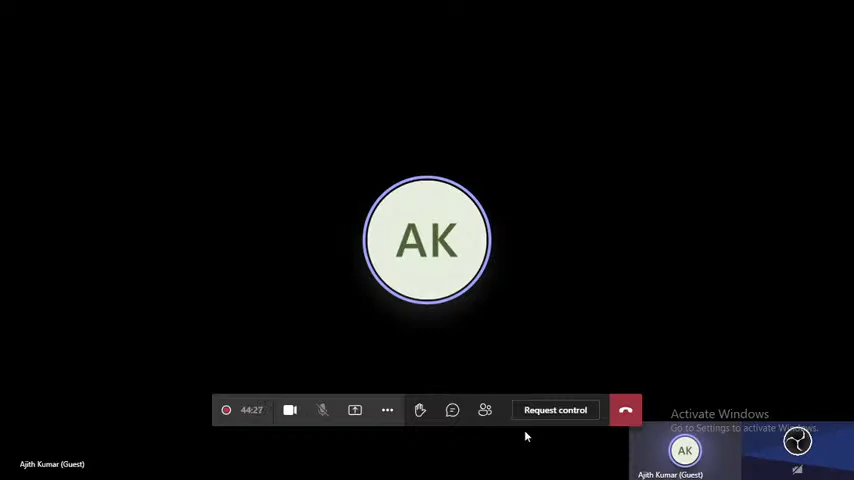 AK
44:27
Request control
Activate Windows
Go to Settings to activate Windows.
AK
Ajith Kumar (Guest)
Ajith Kumar (Guest)